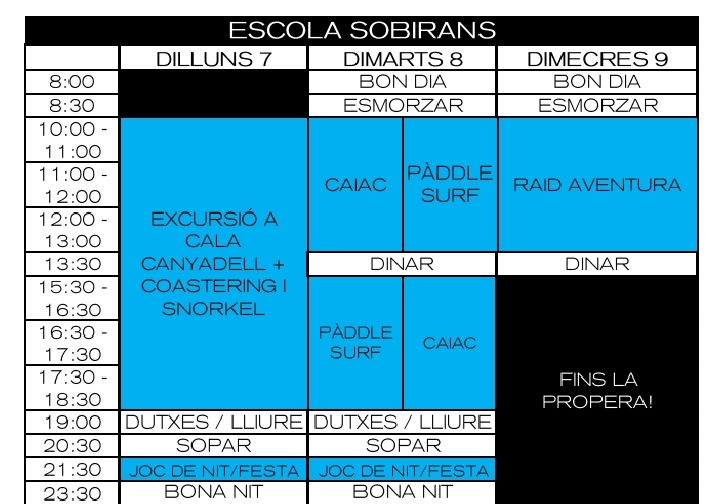 ESCOLA SOBIRANS
DILLUNS 7 DIMARTS 8 DIMECRES 9
8:00 BON DIA BON DIA
8:30 ESMORZAR ESMORZAR
10:00 -
11:00
11:00 -
12:00
12:00 -
13:00
EXCURSIÓ A
CALA
CANYADELL +
COASTERING I
SNORKEL
CAIAC
PÀDDLE
SURF
RAID AVENTURA
13:30 DINAR DINAR
15:30 -
16:30
16:30 -
17:30
17:30 -
18:30
PÀDDLE
SURF
CAIAC
¡FINS LA
PROPERA!
19:00 DUTXES / LLIURE DUTXES / LLIURE
20:30 SOPAR SOPAR
21:30 JOC DE NIT/FESTA JOC DE NIT/FESTA
23:30 BONA NIT BONA NIT